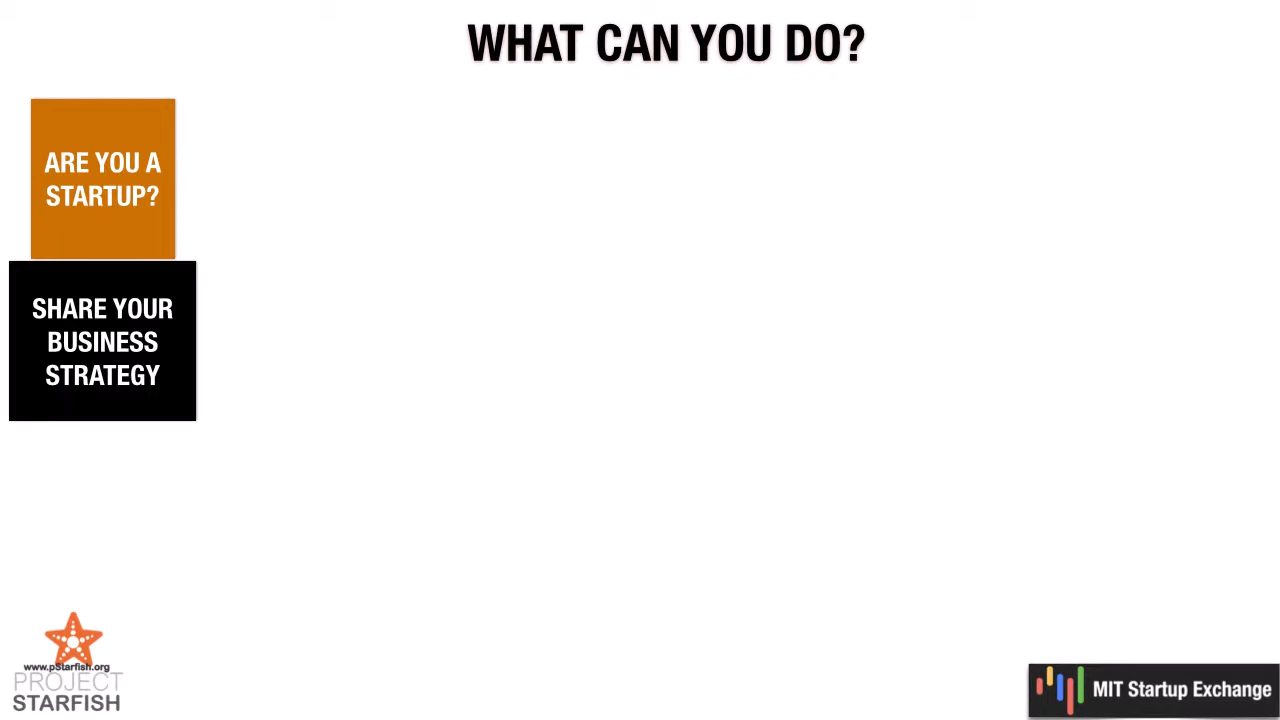 WHAT CAN YOU DO?
ARE YOU A
STARTUP?
SHARE YOUR
BUSINESS
STRATEGY
www.pStarfish.org
PROJECT
STARFISH
MIT Startup Exchange